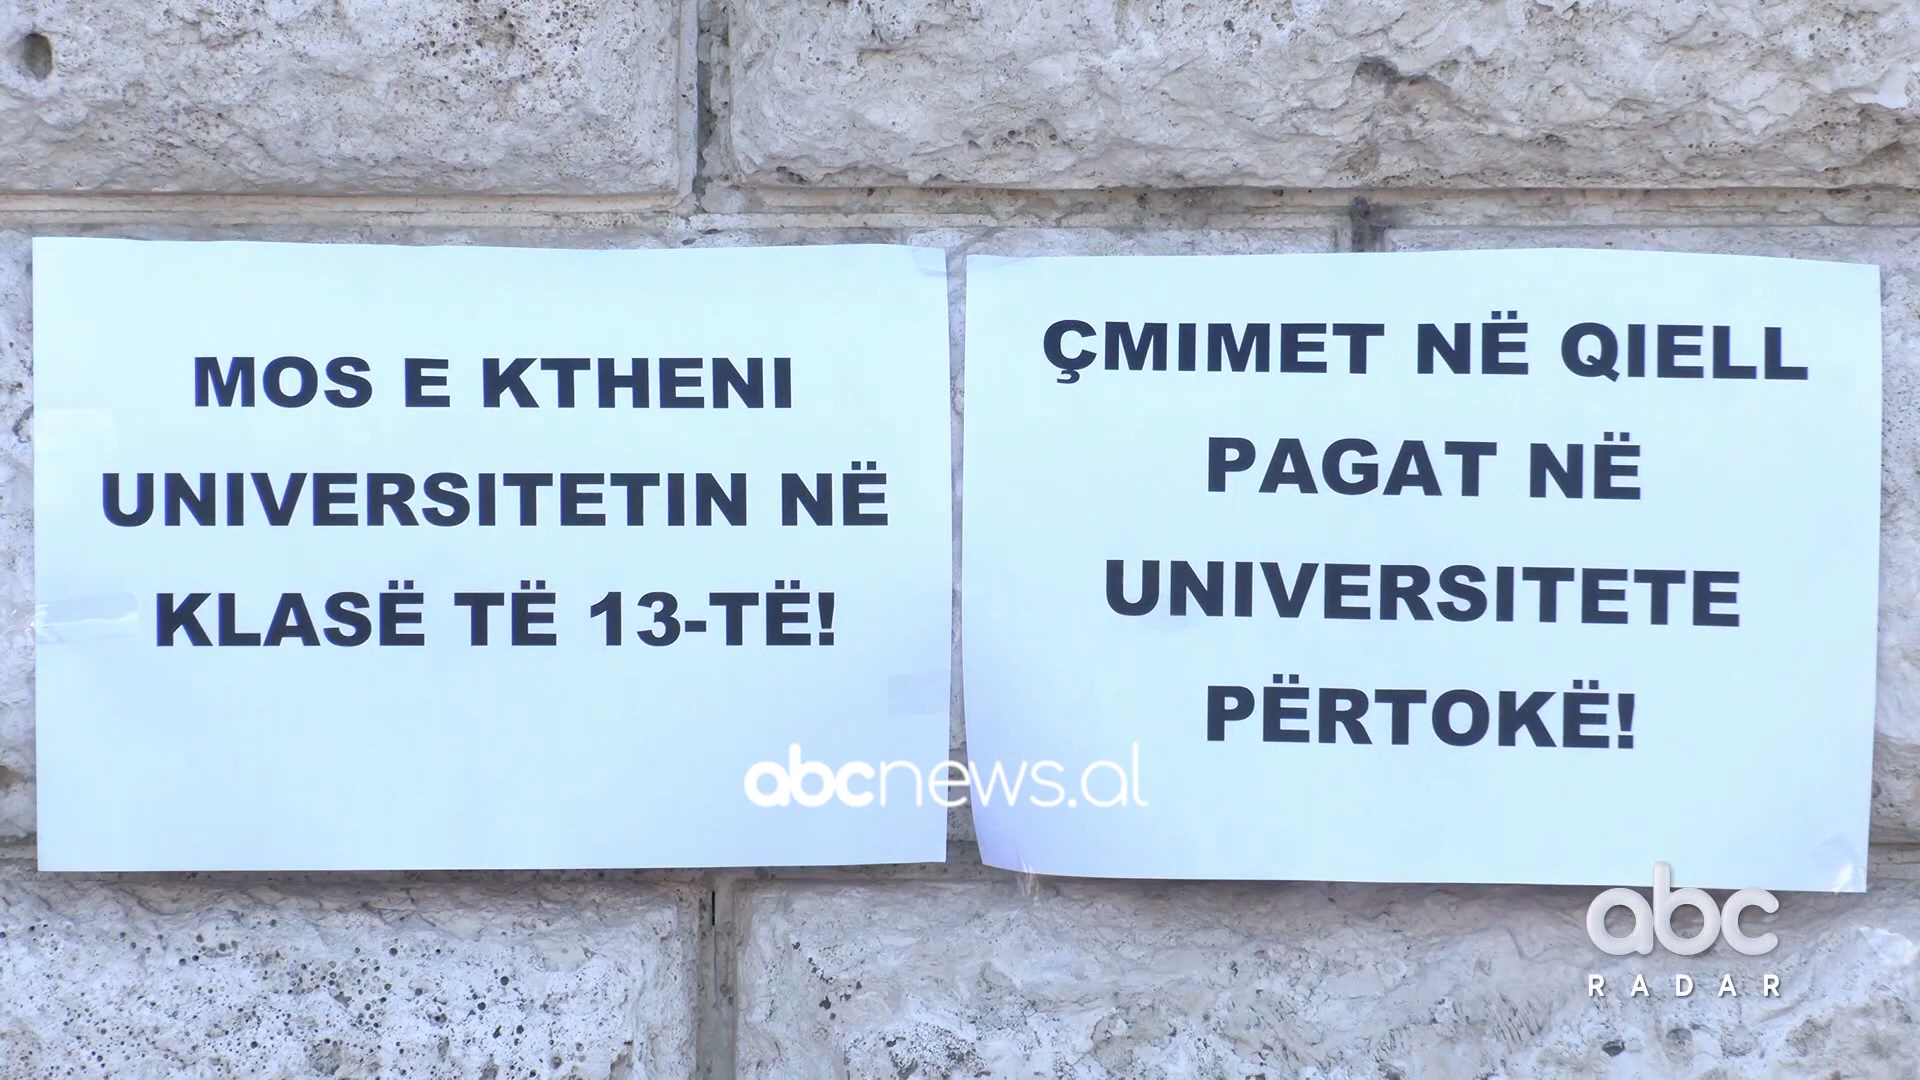 MOS E KTHENI
UNIVERSITETIN NË
KLASË TË 13-TË!
ÇMIMET NË QIELL
PAGAT NË
UNIVERSITETE
PËRTOKË!
abcnews.al
abc
RADAR